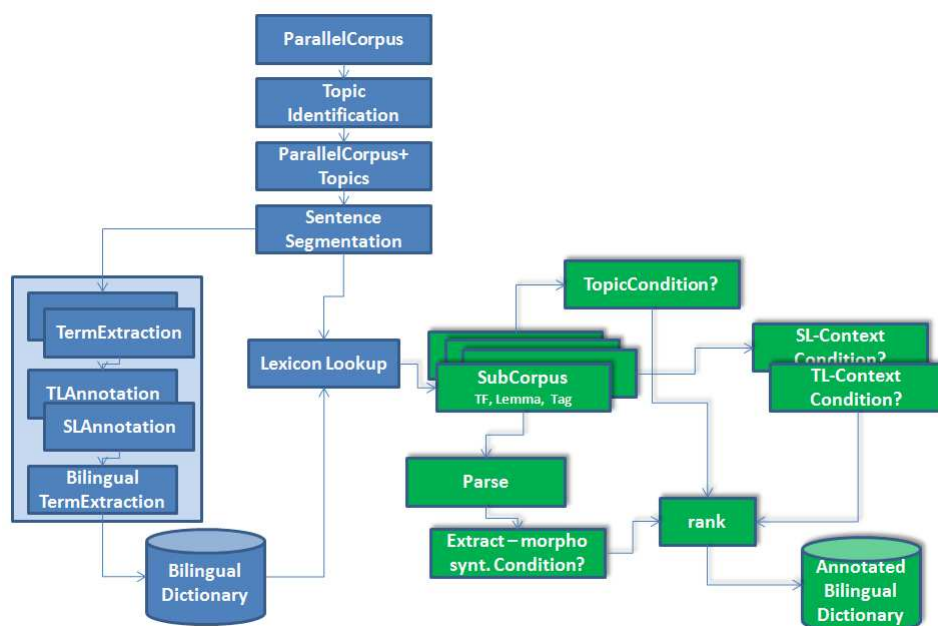 ParallelCorpus
Topic
Identification
ParallelCorpus+
Topics
Sentence
Segmentation
TermExtraction
TLAnnotation
SLAnnotation
Bilingual
TermExtraction
Bilingual
Dictionary
Lexicon Lookup
TopicCondition?
SubCorpus
TF, Lemma, Tag
SL-Context
Condition?
TL-Context
Condition?
Parse
Extract – morpho
synt. Condition?
rank
Annotated
Bilingual
Dictionary